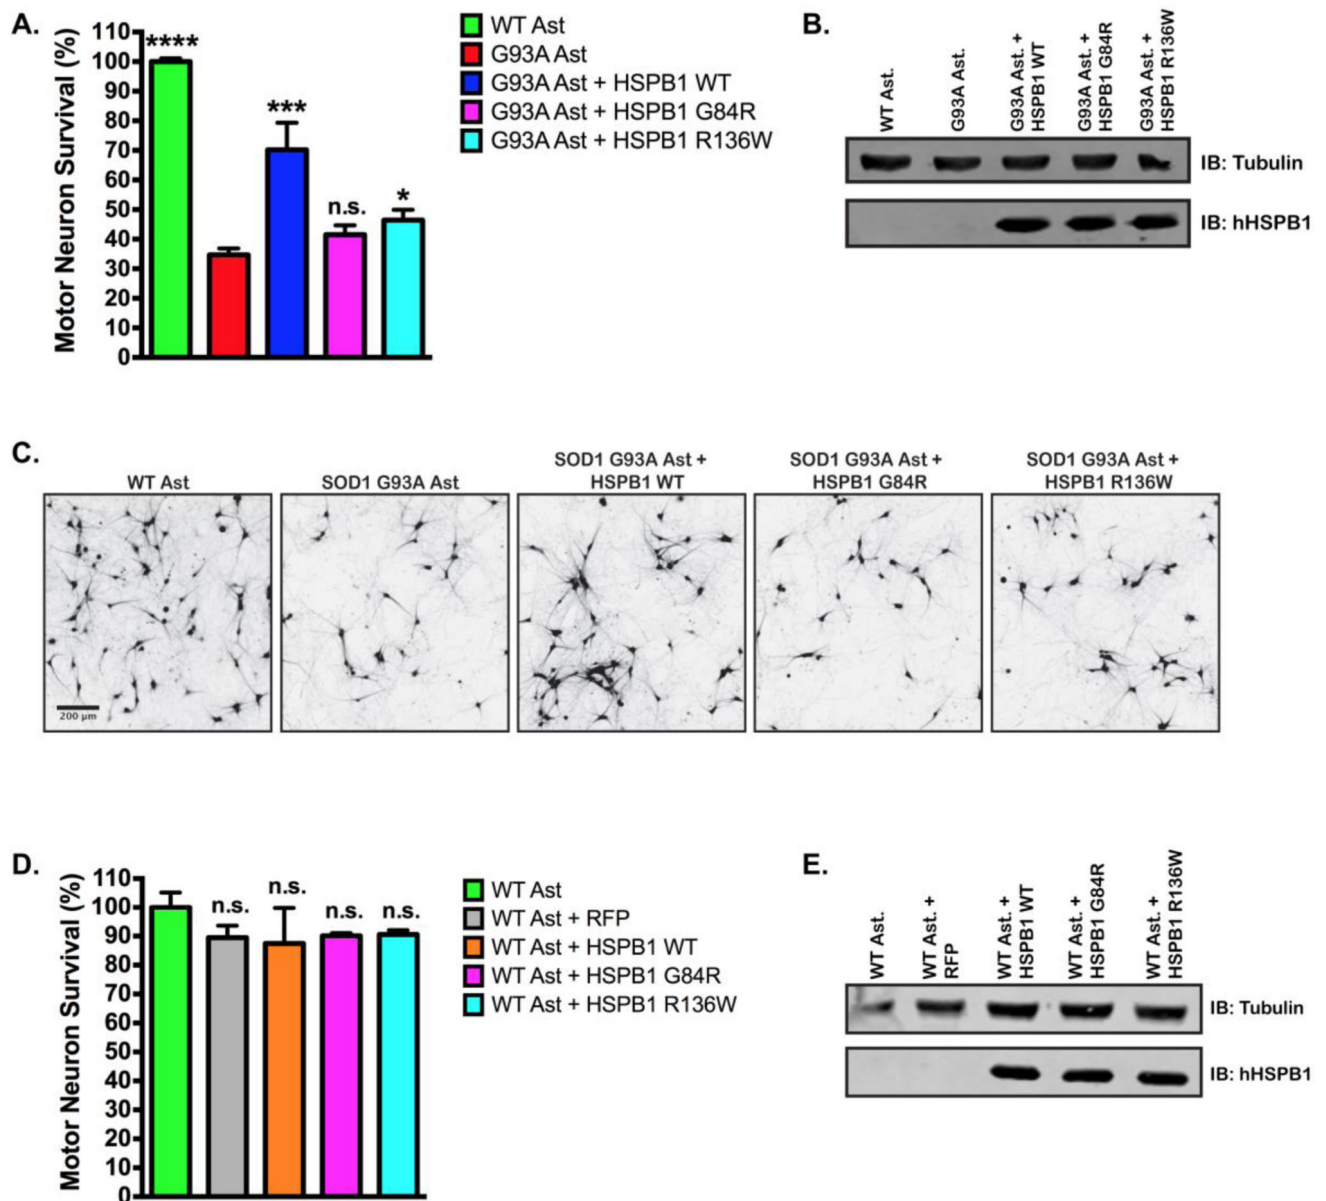 A.
Motor Neuron Survival (%)
110
100
90
80
70
60
50
40
30
20
10
0
****
***
n.s.
*
WT Ast
G93A Ast
G93A Ast + HSPB1 WT
G93A Ast + HSPB1 G84R
G93A Ast + HSPB1 R136W
B.
WT Ast.
G93A Ast.
G93A Ast. +
HSPB1 WT
G93A Ast. +
HSPB1 G84R
G93A Ast. +
HSPB1 R136W
IB: Tubulin
IB: hHSPB1
C.
WT Ast
SOD1 G93A Ast
SOD1 G93A Ast +
HSPB1 WT
SOD1 G93A Ast +
HSPB1 G84R
SOD1 G93A Ast +
HSPB1 R136W
200 µm
D.
Motor Neuron Survival (%)
110
100
90
80
70
60
50
40
30
20
10
0
n.s.
n.s.
n.s.
n.s.
WT Ast
WT Ast + RFP
WT Ast + HSPB1 WT
WT Ast + HSPB1 G84R
WT Ast + HSPB1 R136W
E.
WT Ast.
WT Ast. +
RFP
WT Ast. +
HSPB1 WT
WT Ast. +
HSPB1 G84R
WT Ast. +
HSPB1 R136W
IB: Tubulin
IB: hHSPB1